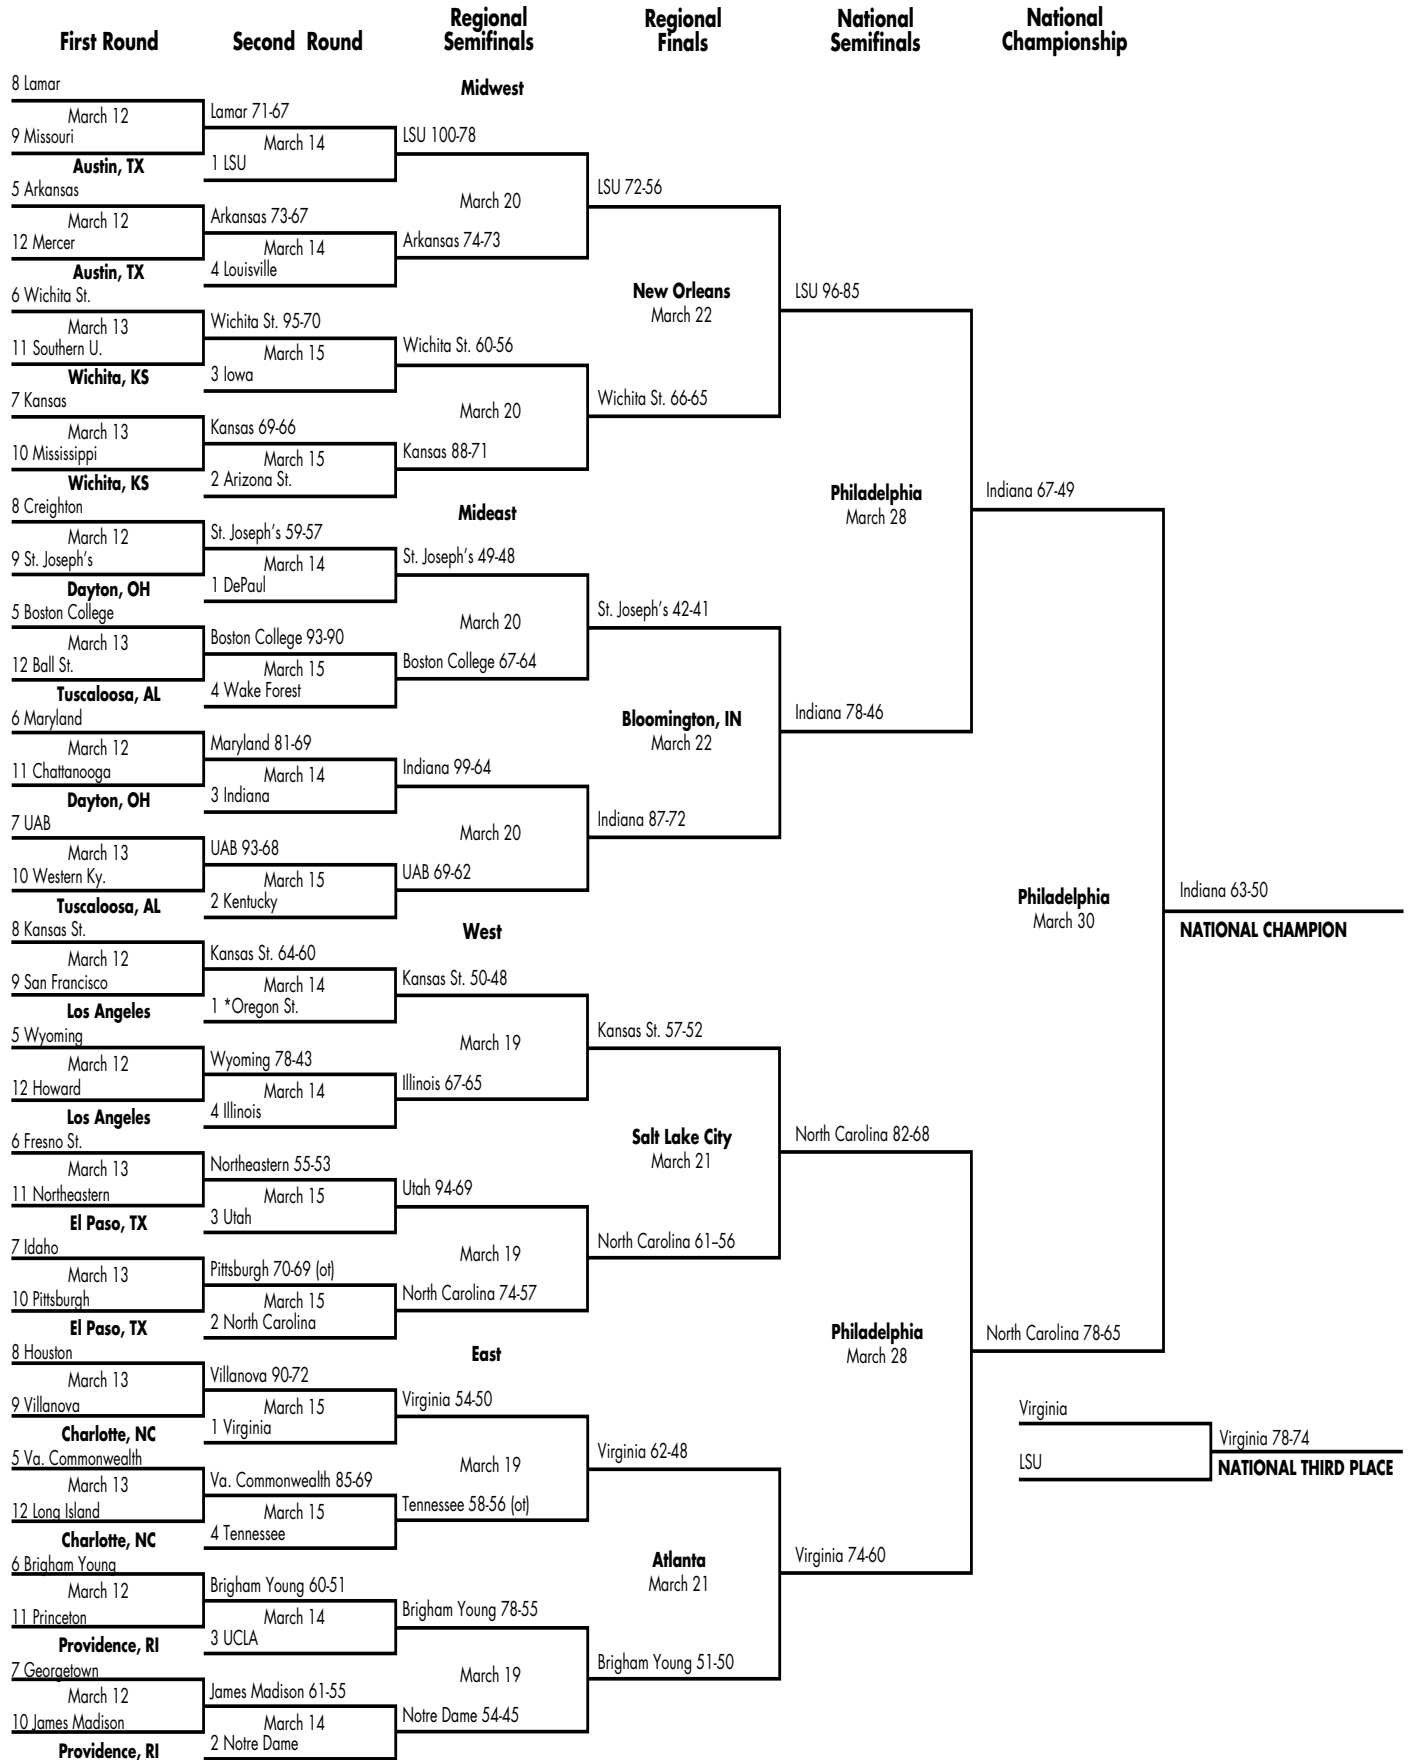 First Round
Second Round
Regional
Semifinals
Regional
Finals
National
Semifinals
National
Championship
Midwest
8 Lamar
March 12
9 Missouri
Austin, TX
5 Arkansas
March 12
12 Mercer
Austin, TX
6 Wichita St.
March 13
11 Southern U.
Wichita, KS
7 Kansas
March 13
10 Mississippi
Wichita, KS
Lamar 71-67
March 14
1 LSU
Arkansas 73-67
March 14
4 Louisville
Wichita St. 95-70
March 15
3 Iowa
Kansas 69-66
March 15
2 Arizona St.
LSU 100-78
March 20
Arkansas 74-73
Wichita St. 60-56
March 20
Kansas 88-71
LSU 72-56
New Orleans
March 22
Wichita St. 66-65
LSU 96-85
Mideast
8 Creighton
March 12
9 St. Joseph's
Dayton, OH
5 Boston College
March 13
12 Ball St.
Tuscaloosa, AL
6 Maryland
March 12
11 Chattanooga
Dayton, OH
7 UAB
March 13
10 Western Ky.
Tuscaloosa, AL
St. Joseph's 59-57
March 14
1 DePaul
Boston College 93-90
March 15
4 Wake Forest
Maryland 81-69
March 14
3 Indiana
UAB 93-68
March 15
2 Kentucky
St. Joseph's 49-48
March 20
Boston College 67-64
Indiana 99-64
March 20
UAB 69-62
St. Joseph's 42-41
Bloomington, IN
March 22
Indiana 87-72
Indiana 78-46
Philadelphia
March 28
Indiana 67-49
West
8 Kansas St.
March 12
9 San Francisco
Los Angeles
5 Wyoming
March 12
12 Howard
Los Angeles
6 Fresno St.
March 13
11 Northeastern
El Paso, TX
7 Idaho
March 13
10 Pittsburgh
El Paso, TX
Kansas St. 64-60
March 14
1 *Oregon St.
Wyoming 78-43
March 14
4 Illinois
Northeastern 55-53
March 15
3 Utah
Pittsburgh 70-69 (ot)
March 15
2 North Carolina
Kansas St. 50-48
March 19
Illinois 67-65
Utah 94-69
March 19
North Carolina 74-57
Kansas St. 57-52
Salt Lake City
March 21
North Carolina 61–56
North Carolina 82-68
East
8 Houston
March 13
9 Villanova
Charlotte, NC
5 Va. Commonwealth
March 13
12 Long Island
Charlotte, NC
6 Brigham Young
March 12
11 Princeton
Providence, RI
7 Georgetown
March 12
10 James Madison
Providence, RI
Villanova 90-72
March 15
1 Virginia
Va. Commonwealth 85-69
March 15
4 Tennessee
Brigham Young 60-51
March 14
3 UCLA
James Madison 61-55
March 14
2 Notre Dame
Virginia 54-50
March 19
Tennessee 58-56 (ot)
Brigham Young 78-55
March 19
Notre Dame 54-45
Virginia 62-48
Atlanta
March 21
Brigham Young 51-50
Virginia 74-60
Philadelphia
March 28
North Carolina 78-65
Philadelphia
March 30
Indiana 63-50
NATIONAL CHAMPION
Virginia
LSU
Virginia 78-74
NATIONAL THIRD PLACE